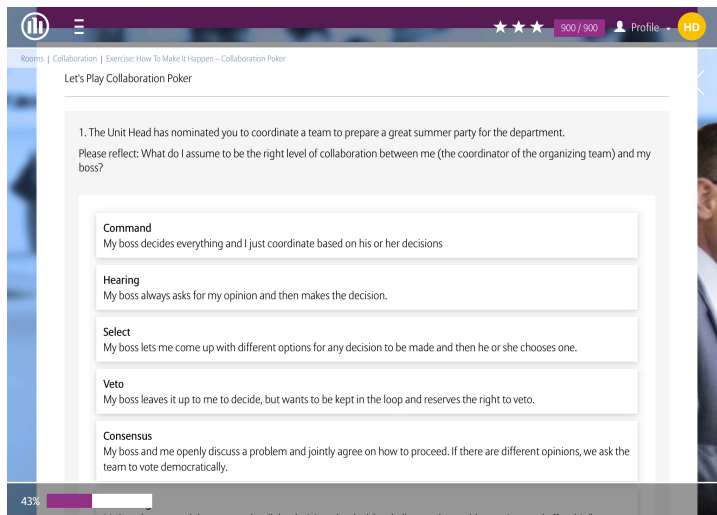 900 / 900
Profile
HD
Rooms | Collaboration | Exercise: How To Make It Happen – Collaboration Poker
Let's Play Collaboration Poker
1. The Unit Head has nominated you to coordinate a team to prepare a great summer party for the department.
Please reflect: What do I assume to be the right level of collaboration between me (the coordinator of the organizing team) and my
boss?
Command
My boss decides everything and I just coordinate based on his or her decisions
Hearing
My boss always asks for my opinion and then makes the decision.
Select
My boss lets me come up with different options for any decision to be made and then he or she chooses one.
Veto
My boss leaves it up to me to decide, but wants to be kept in the loop and reserves the right to veto.
Consensus
My boss and me openly discuss a problem and jointly agree on how to proceed. If there are different opinions, we ask the
team to vote democratically.
43%